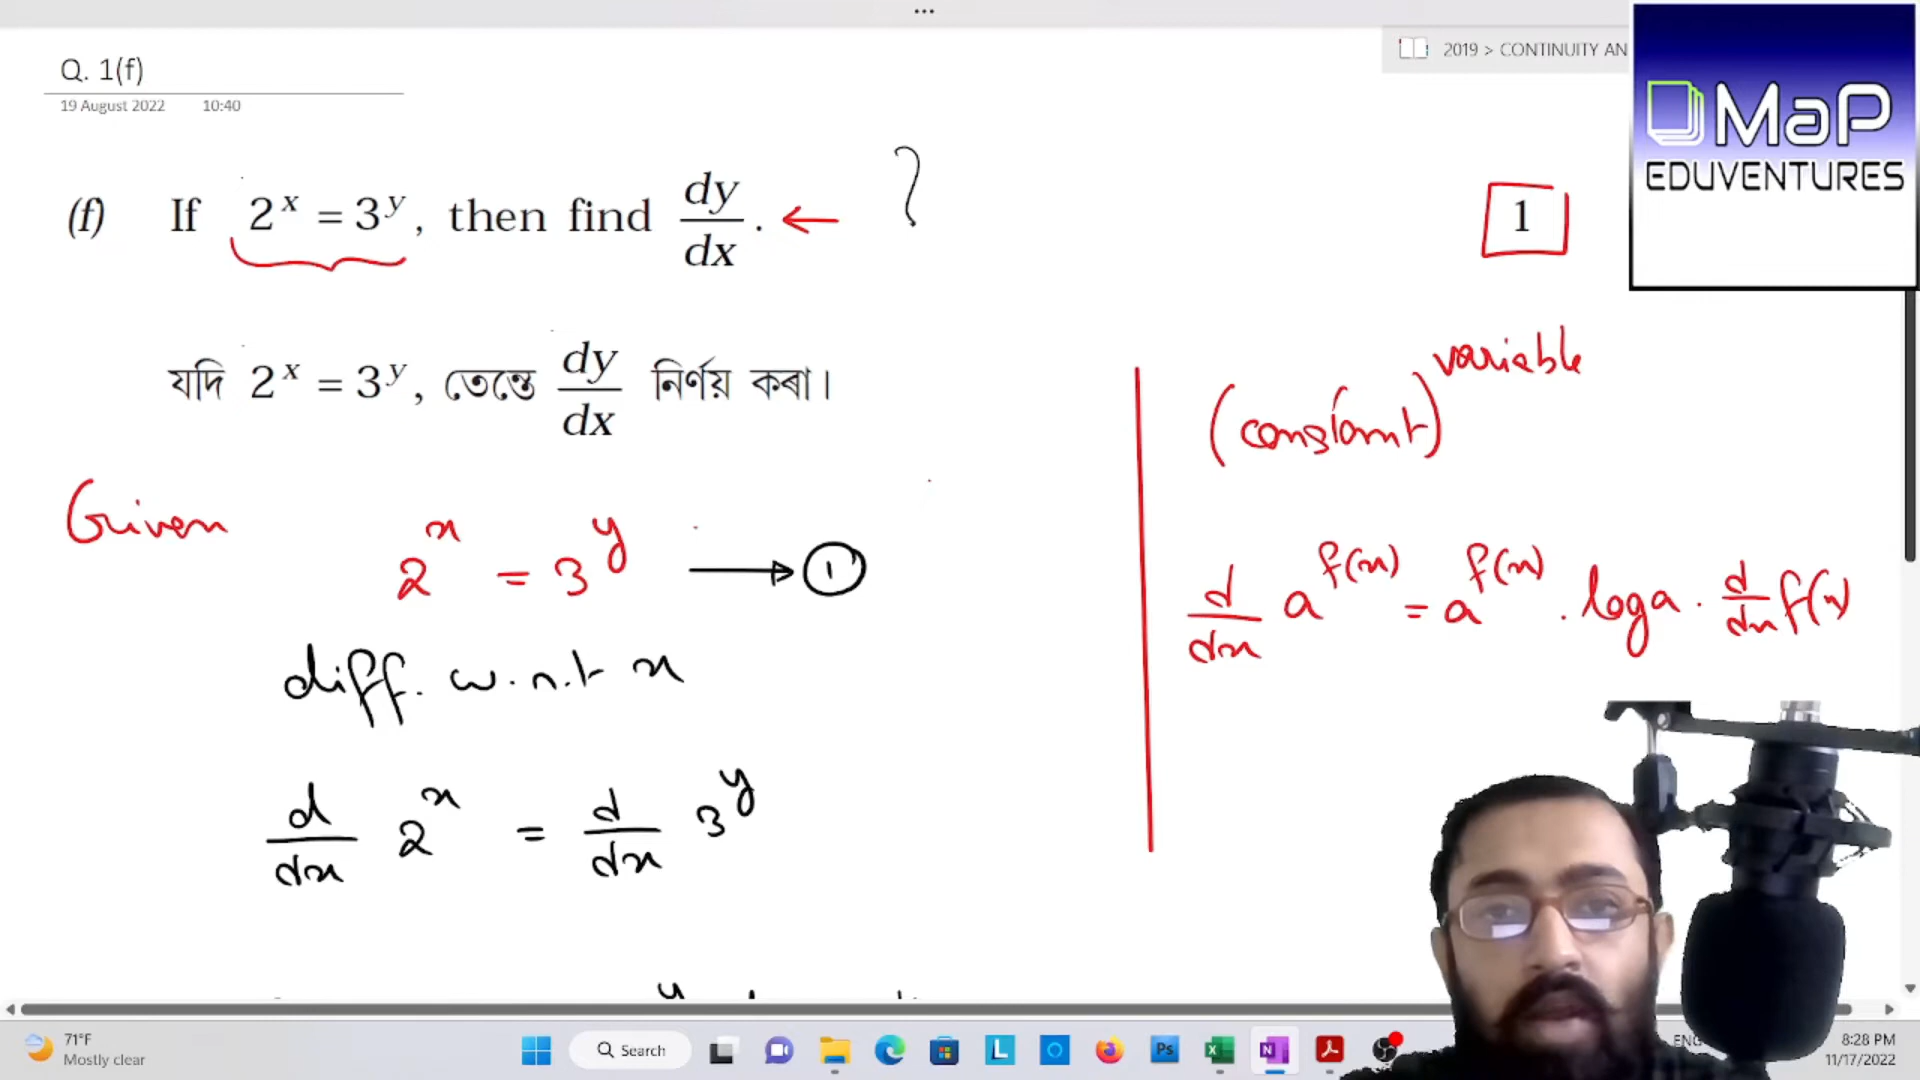 Q. 1(f)
19 August 2022 10:40
2019 > CONTINUITY AN
MaP
EDUVENTURES
(f) If 2^x = 3^y, then find dy/dx. ← ?
1
যদি 2^x = 3^y, তেন্তে dy/dx নিৰ্ণয় কৰা।
(constant)^variable
Given 2^x = 3^y → ①
d/dx a^f(x) = a^f(x) . log a . d/dx f(x)
diff. w.r.t x
d/dx 2^x = d/dx 3^y
71°F
Mostly clear
Search
ENG
8:28 PM
11/17/2022